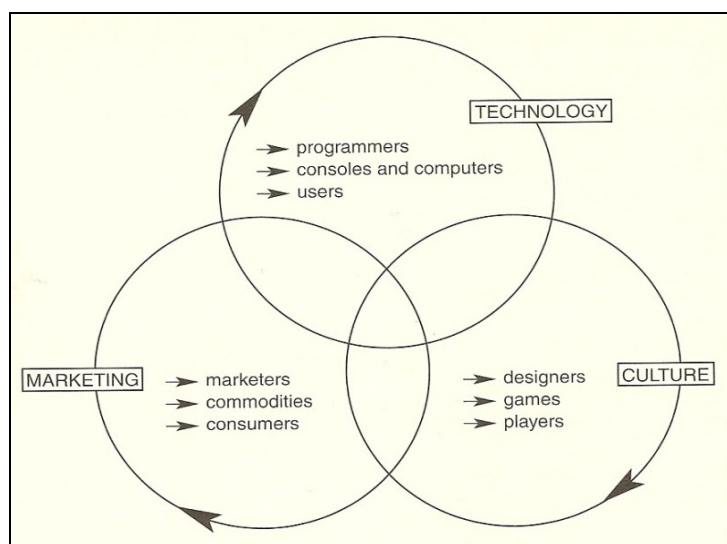 TECHNOLOGY
programmers
consoles and computers
users
MARKETING
marketers
commodities
consumers
designers
games
players
CULTURE